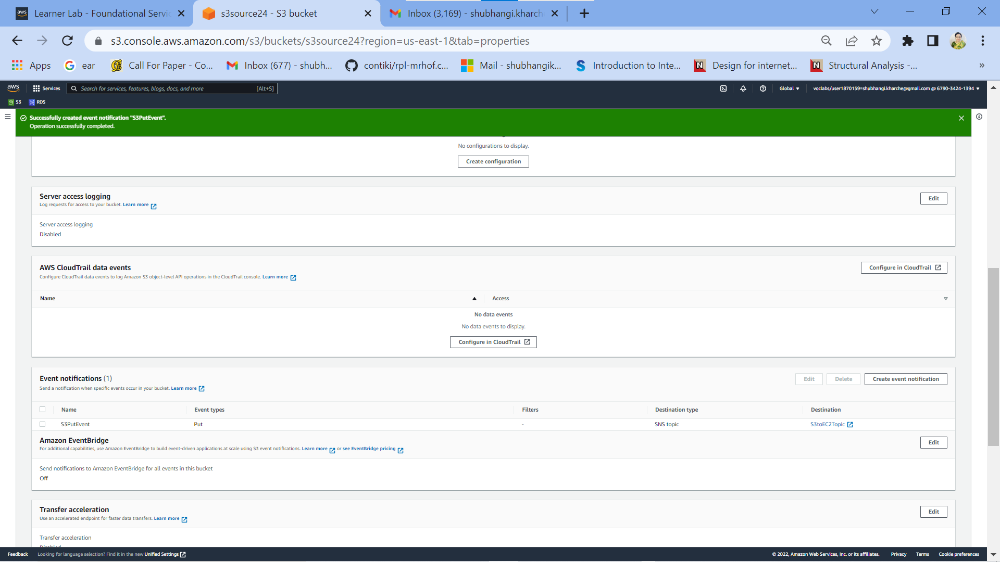 Learner Lab - Foundational Servic
s3source24 - S3 bucket
Inbox (3,169) - shubhangi.kharche
s3.console.aws.amazon.com/s3/buckets/s3source24?region=us-east-1&tab=properties
Apps
ear
Call For Paper - Co...
Inbox (677) - shubh...
contiki/rpl-mrhof.c...
Mail - shubhangik...
Introduction to Inte...
Design for internet...
Structural Analysis -...
»
aws
Services
Search for services, features, blogs, docs, and more
[Alt+S]
Global
voclabs/user1870159=shubhangi.kharche@gmail.com @ 6790-3424-1394
S3
RDS
Successfully created event notification "S3PutEvent".
Operation successfully completed.
No configurations to display.
Create configuration
Server access logging
Log requests for access to your bucket. Learn more
Edit
Server access logging
Disabled
AWS CloudTrail data events
Configure CloudTrail data events to log Amazon S3 object-level API operations in the CloudTrail console. Learn more
Configure in CloudTrail
Name
Access
No data events
No data events to display.
Configure in CloudTrail
Event notifications (1)
Send a notification when specific events occur in your bucket. Learn more
Edit
Delete
Create event notification
Name
Event types
Filters
Destination type
Destination
S3PutEvent
Put
-
SNS topic
S3toEC2Topic
Amazon EventBridge
For additional capabilities, use Amazon EventBridge to build event-driven applications at scale using S3 event notifications. Learn more or see EventBridge pricing
Edit
Send notifications to Amazon EventBridge for all events in this bucket
Off
Transfer acceleration
Use an accelerated endpoint for faster data transfers. Learn more
Edit
Transfer acceleration
Feedback
Looking for language selection? Find it in the new Unified Settings
© 2022, Amazon Web Services, Inc. or its affiliates.
Privacy
Terms
Cookie preferences